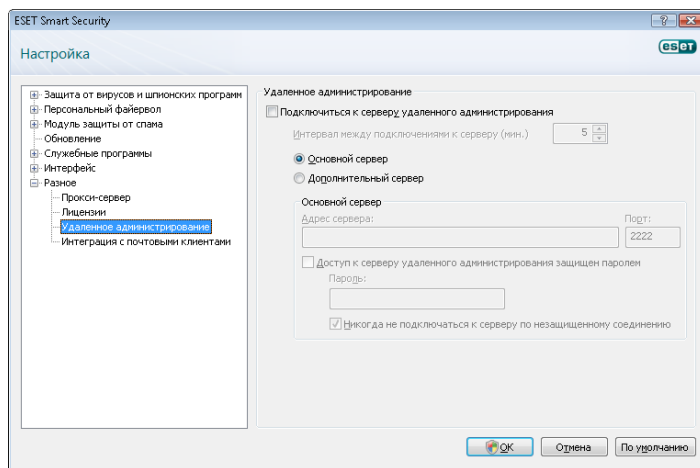 ESET Smart Security
Настройка
eset
Защита от вирусов и шпионских программ
Персональный файервол
Модуль защиты от спама
Обновление
Служебные программы
Интерфейс
Разное
Прокси-сервер
Лицензии
Удаленное администрирование
Интеграция с почтовыми клиентами
Удаленное администрирование
Подключиться к серверу удаленного администрирования
Интервал между подключениями к серверу (мин.)
5
Основной сервер
Дополнительный сервер
Основной сервер
Адрес сервера: Порт:
2222
Доступ к серверу удаленного администрирования защищен паролем
Пароль:
Никогда не подключаться к серверу по незащищенному соединению
OK Отмена По умолчанию